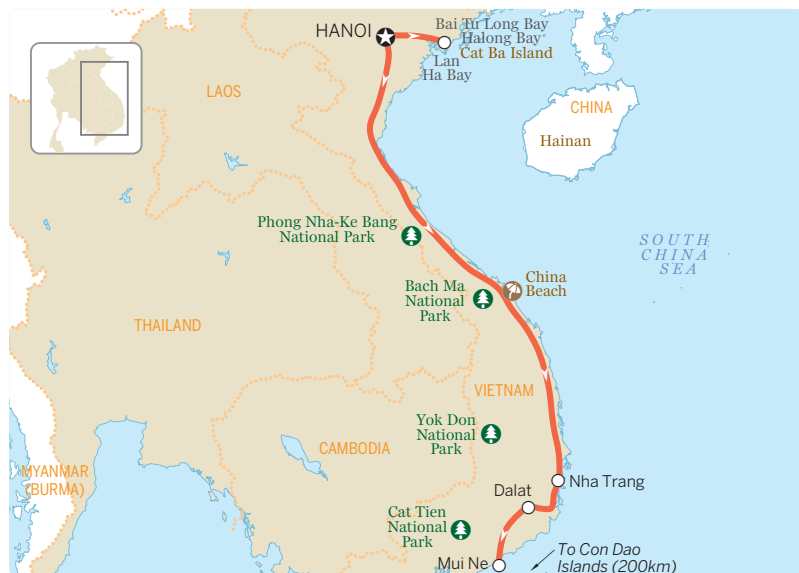 HANOI
Bai Tu Long Bay
Halong Bay
Cat Ba Island
Lan
Ha Bay
LAOS
CHINA
Hainan
Phong Nha-Ke Bang
National Park
SOUTH
CHINA
SEA
China
Beach
Bach Ma
National
Park
THAILAND
VIETNAM
Yok Don
National
Park
CAMBODIA
MYANMAR
(BURMA)
Nha Trang
Dalat
Cat Tien
National
Park
Mui Ne
To Con Dao
Islands (200km)